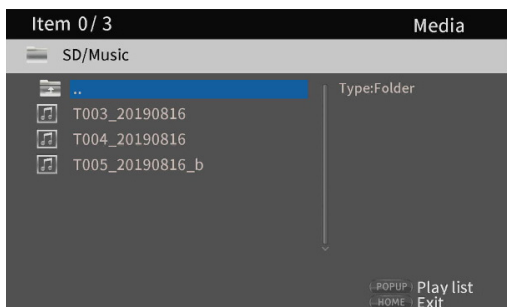 Item 0/3
Media
SD/Music
..
Type:Folder
T003_20190816
T004_20190816
T005_20190816_b
POPUP Play list
HOME Exit